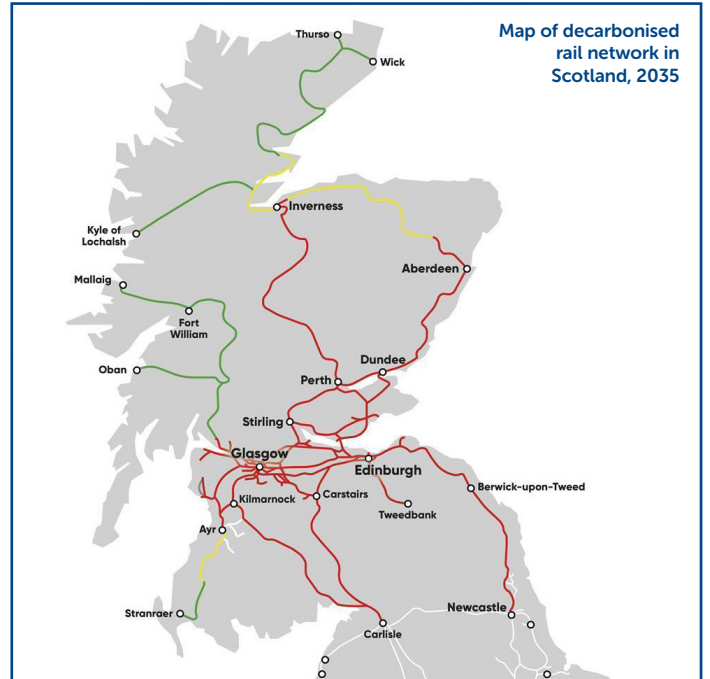 Map of decarbonised
rail network in
Scotland, 2035
Thurso
Wick
Inverness
Kyle of
Lochalsh
Aberdeen
Mallaig
Fort
William
Dundee
Oban
Perth
Stirling
Glasgow
Edinburgh
Berwick-upon-Tweed
Kilmarnock
Carstairs
Tweedbank
Ayr
Stranraer
Newcastle
Carlisle